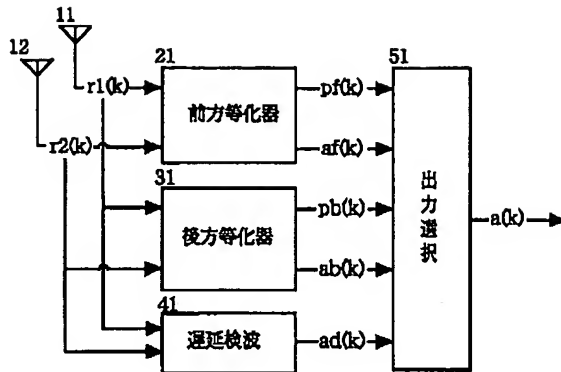 11
12
r1(k)
r2(k)
21
前方等化器
pf(k)
af(k)
31
後方等化器
pb(k)
ab(k)
41
遅延検波
ad(k)
51
出力選択
a(k)